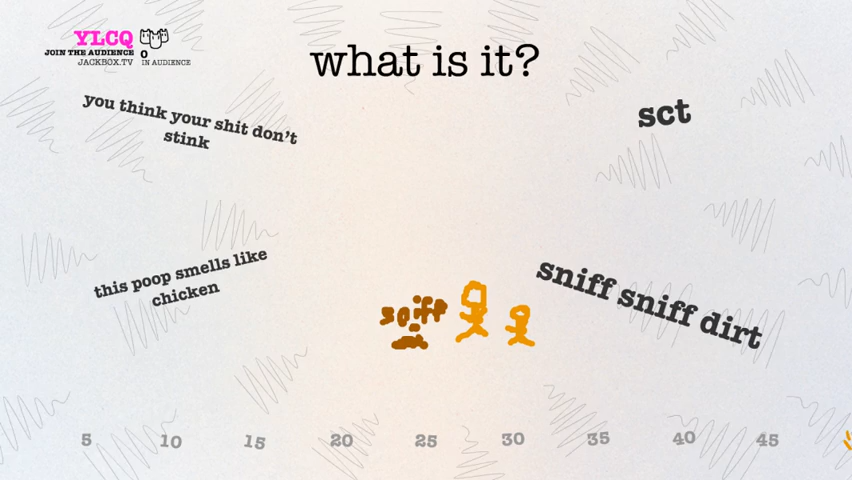 YLCQ
JOIN THE AUDIENCE
JACKBOX.TV
0
IN AUDIENCE
what is it?
you think your shit don't
stink
sct
this poop smells like
chicken
sniff sniff dirt
5 10 15 20 25 30 35 40 45